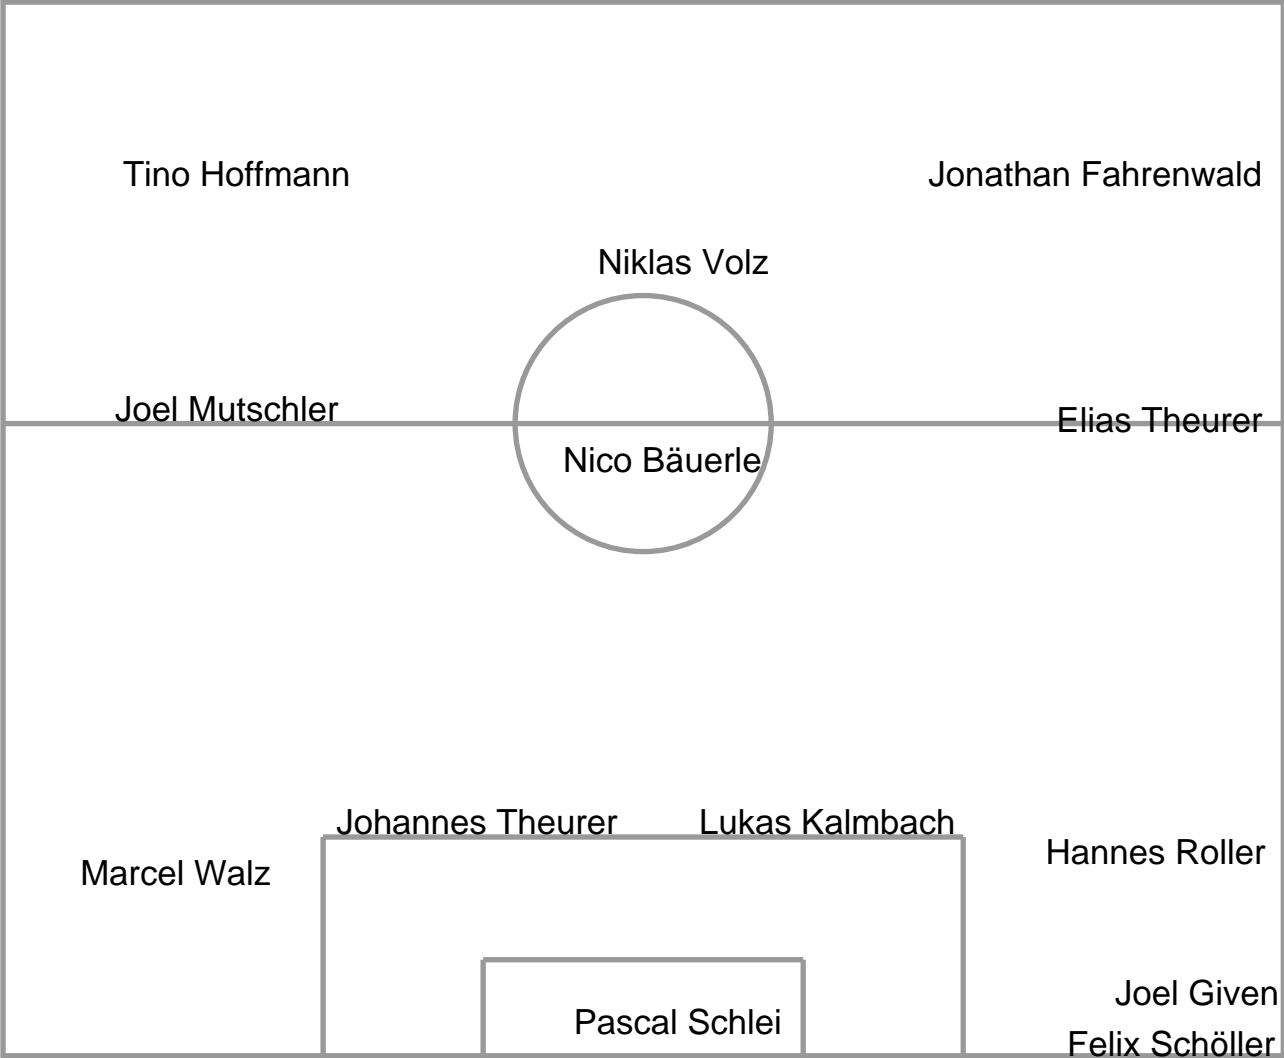 Tino Hoffmann
Jonathan Fahrenwald
Niklas Volz
Joel Mutschler
Elias Theurer
Nico Bäuerle
Johannes Theurer
Lukas Kalmbach
Hannes Roller
Marcel Walz
Joel Given
Pascal Schlei
Felix Schöller